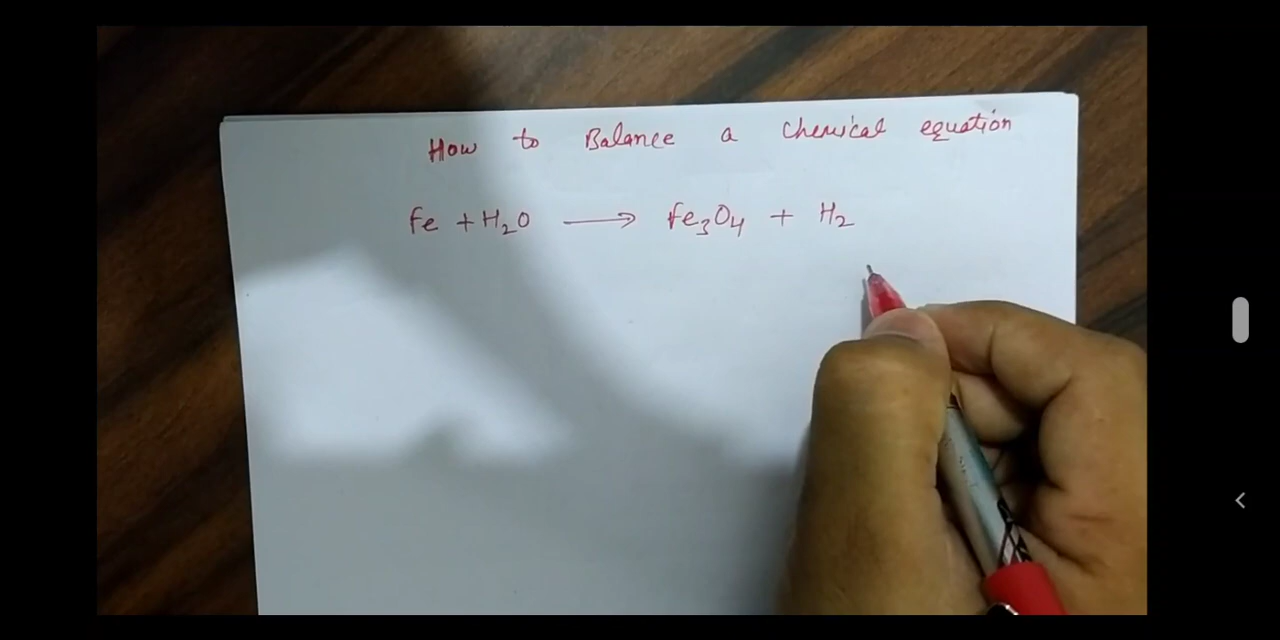 How to Balance a chemical equation
Fe + H₂O ⟶ Fe₃O₄ + H₂